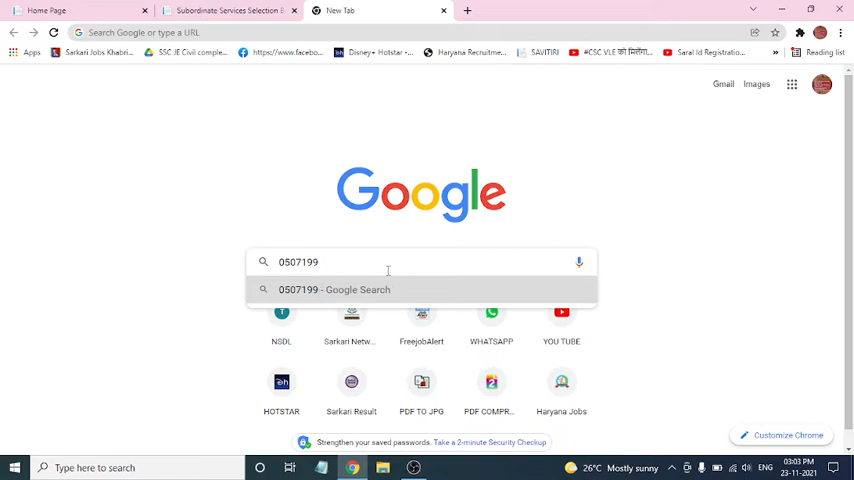 Home Page
Subordinate Services Selection B
New Tab
Search Google or type a URL
Apps
Sarkari Jobs Khabri...
SSC JE Civil comple...
https://www.facebo...
Disney+ Hotstar -...
Haryana Recruitme...
SAVITIRI
#CSC VLE को मिलेंगा...
Saral Id Registratio...
»
Reading list
Gmail
Images
Google
0507199
0507199 - Google Search
NSDL
Sarkari Netw...
FreejobAlert
WHATSAPP
YOU TUBE
HOTSTAR
Sarkari Result
PDF TO JPG
PDF COMPR...
Haryana Jobs
Customize Chrome
Strengthen your saved passwords. Take a 2-minute Security Checkup
Type here to search
26°C Mostly sunny
ENG
03:03 PM
23-11-2021